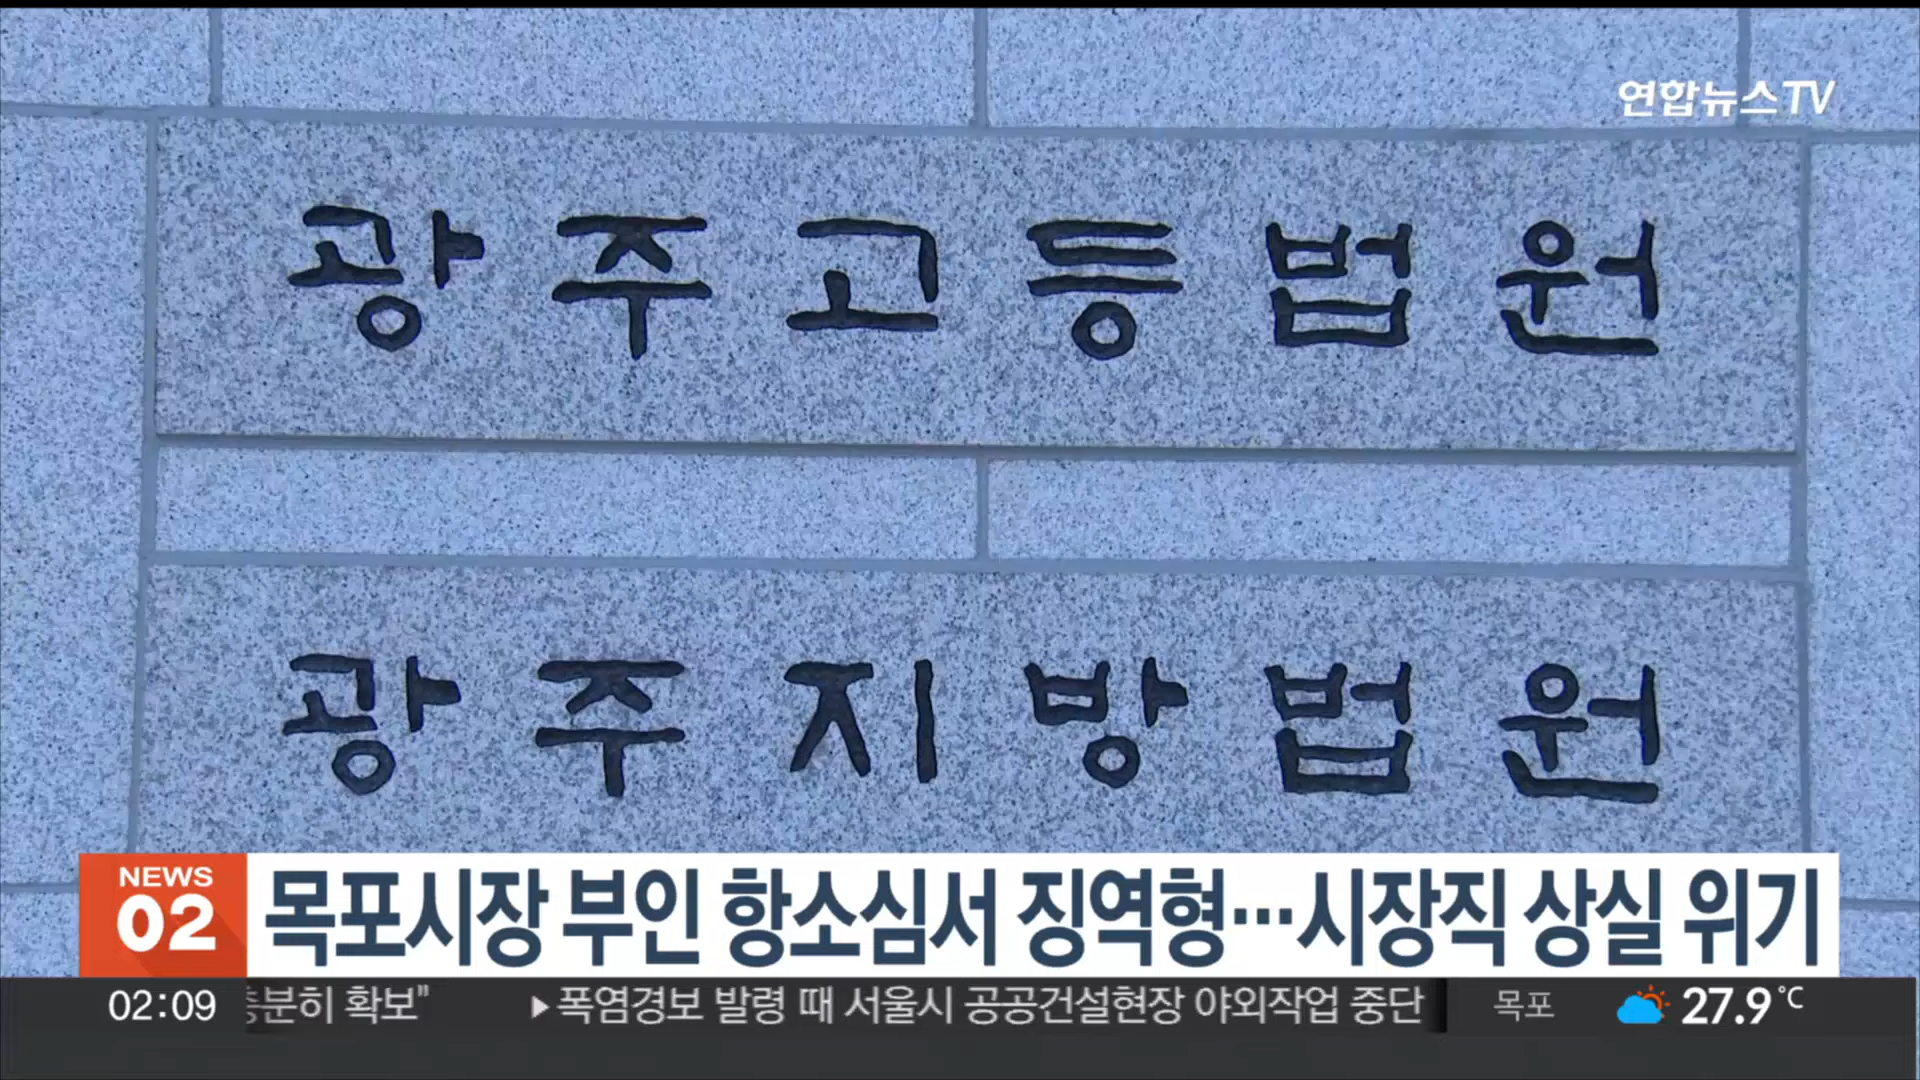 연합뉴스TV
광주고등법원
광주지방법원
NEWS
02
목포시장 부인 항소심서 징역형…시장직 상실 위기
02:09
충분히 확보” ▶폭염경보 발령 때 서울시 공공건설현장 야외작업 중단
목포
27.9℃